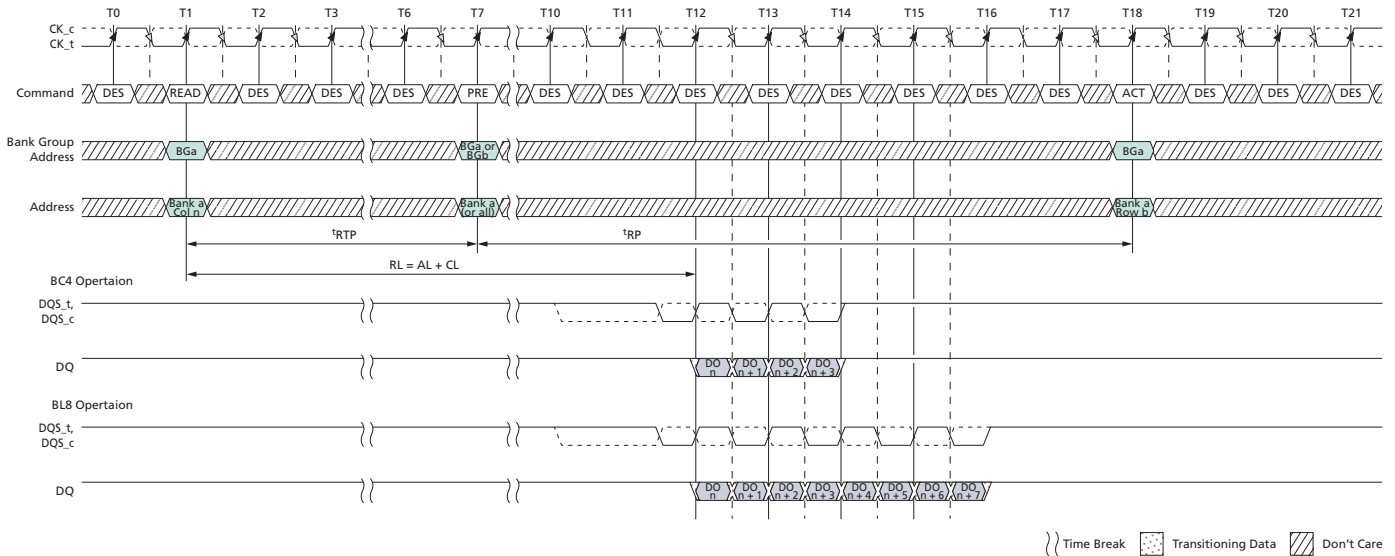 T0 T1 T2 T3 T6 T7 T10 T11 T12 T13 T14 T15 T16 T17 T18 T19 T20 T21
CK_c
CK_t
Command DES READ DES DES DES PRE DES DES DES DES DES DES DES DES ACT DES DES DES
Bank Group
Address
BGa
BGa or
BGb
BGa
Address
Bank a
Col n
Bank a
(or all)
Bank a
Row b
tRTP tRP
RL = AL + CL
BC4 Opertaion
DQS_t,
DQS_c
DQ
DO
n
DO
n + 1
DO
n + 2
DO
n + 3
BL8 Opertaion
DQS_t,
DQS_c
DQ
DO
n
DO
n + 1
DO
n + 2
DO
n + 3
DO
n + 4
DO
n + 5
DO
n + 6
DO
n + 7
Time Break Transitioning Data Don't Care